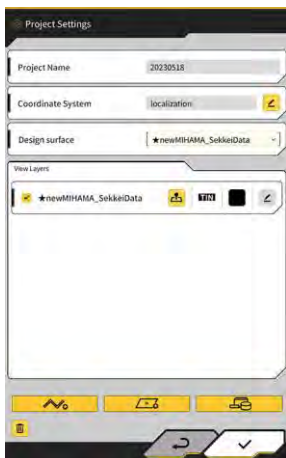 Project Settings
Project Name 20230518
Coordinate System localization
Design surface ★newMIHAMA_SekkeiData
View Layers
★newMIHAMA_SekkeiData TIN